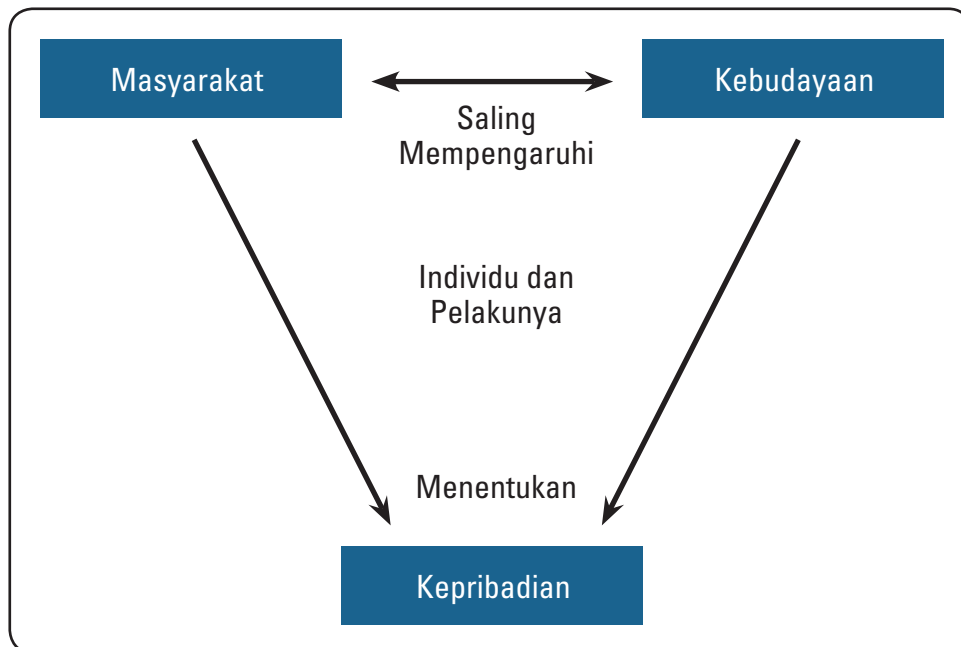 Masyarakat
Kebudayaan
Saling
Mempengaruhi
Individu dan
Pelakunya
Menentukan
Kepribadian